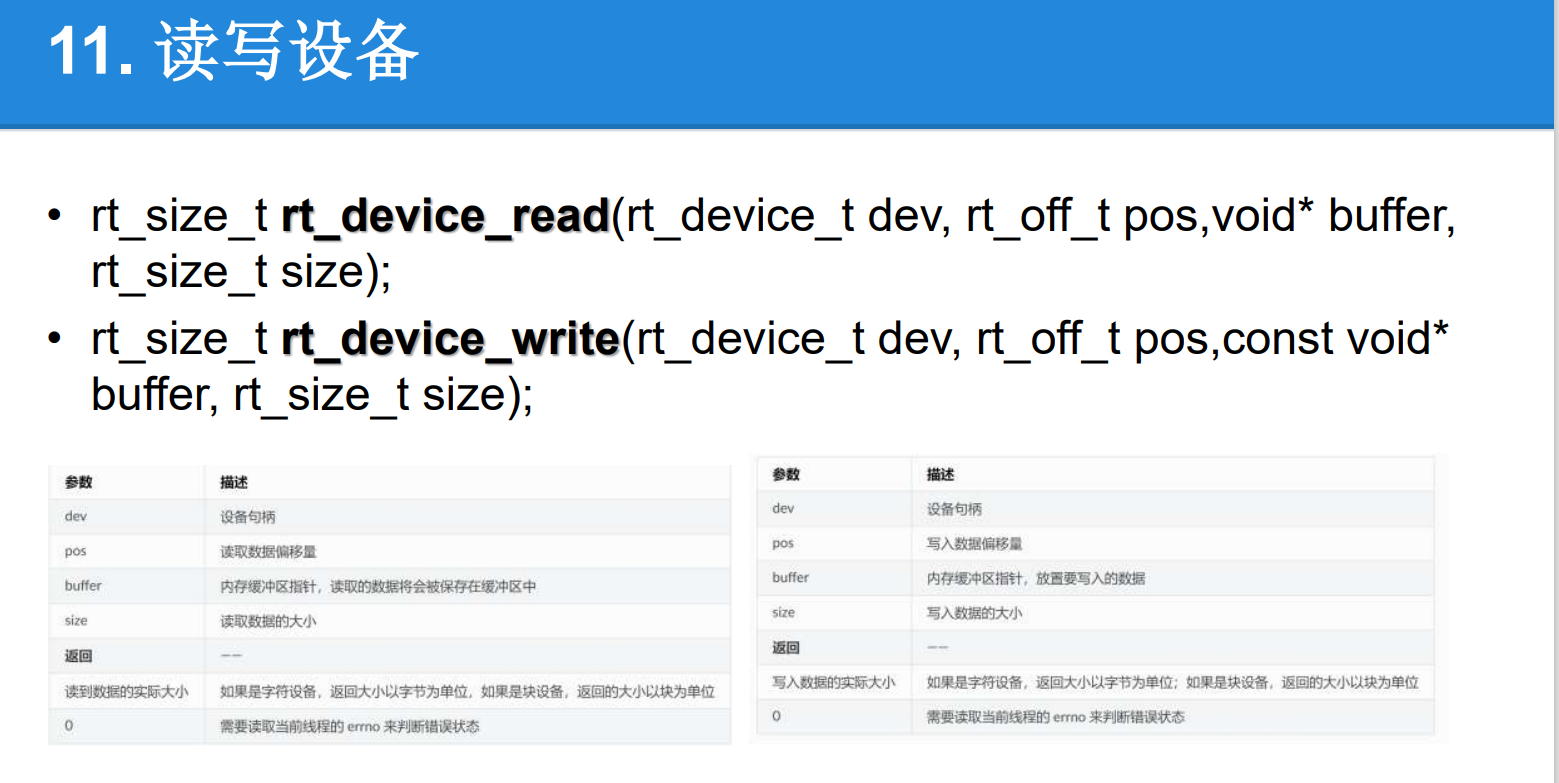 11. 读写设备
• rt_size_t rt_device_read(rt_device_t dev, rt_off_t pos,void* buffer,
rt_size_t size);
• rt_size_t rt_device_write(rt_device_t dev, rt_off_t pos,const void*
buffer, rt_size_t size);
参数 描述
dev 设备句柄
pos 读取数据偏移量
buffer 内存缓冲区指针，读取的数据将会被保存在缓冲区中
size 读取数据的大小
返回 ——
读到数据的实际大小 如果是字符设备，返回大小以字节为单位，如果是块设备，返回的大小以块为单位
0 需要读取当前线程的 errno 来判断错误状态
参数 描述
dev 设备句柄
pos 写入数据偏移量
buffer 内存缓冲区指针，放置要写入的数据
size 写入数据的大小
返回 ——
写入数据的实际大小 如果是字符设备，返回大小以字节为单位；如果是块设备，返回的大小以块为单位
0 需要读取当前线程的 errno 来判断错误状态